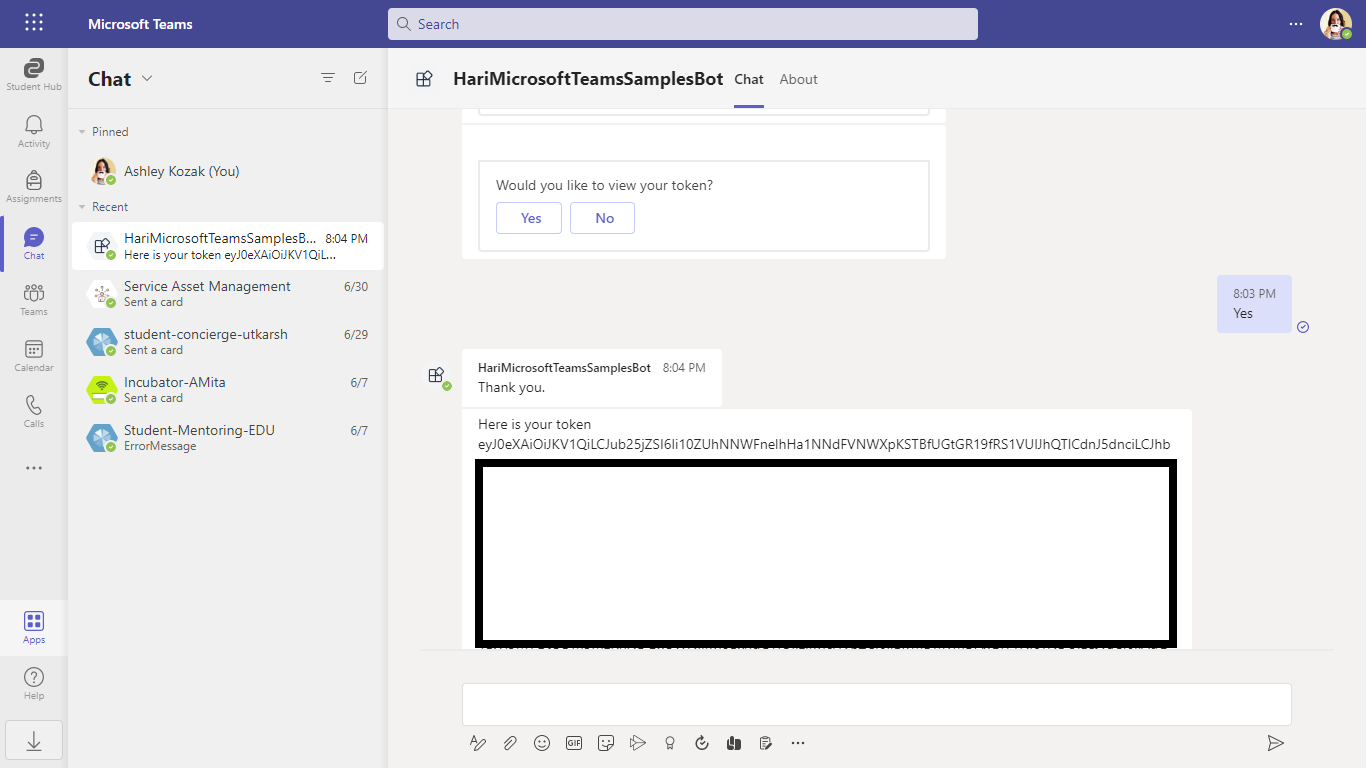 Microsoft Teams
Search
Student Hub
Activity
Assignments
Chat
Teams
Calendar
Calls
Apps
Help
Chat
Pinned
Ashley Kozak (You)
Recent
HariMicrosoftTeamsSamplesB... 8:04 PM
Here is your token eyJ0eXAiOiJKV1QiL...
Service Asset Management 6/30
Sent a card
student-concierge-utkarsh 6/29
Sent a card
Incubator-AMita 6/7
Sent a card
Student-Mentoring-EDU 6/7
ErrorMessage
HariMicrosoftTeamsSamplesBot Chat About
Would you like to view your token?
Yes No
8:03 PM
Yes
HariMicrosoftTeamsSamplesBot 8:04 PM
Thank you.
Here is your token
GIF